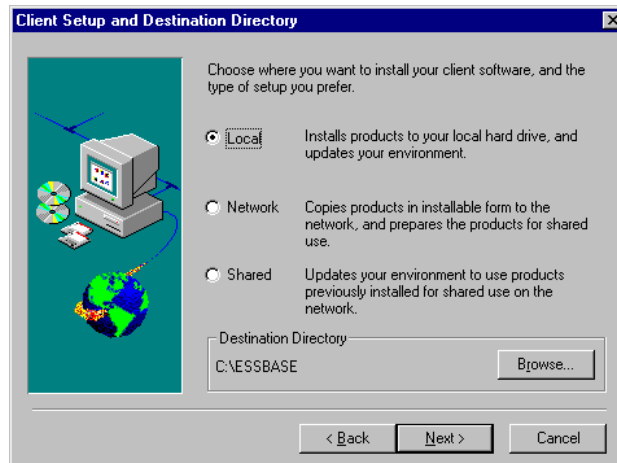 Client Setup and Destination Directory
Choose where you want to install your client software, and the
type of setup you prefer.
Local Installs products to your local hard drive, and
updates your environment.
Network Copies products in installable form to the
network, and prepares the products for shared
use.
Shared Updates your environment to use products
previously installed for shared use on the
network.
Destination Directory
C:\ESSBASE Browse...
< Back Next > Cancel